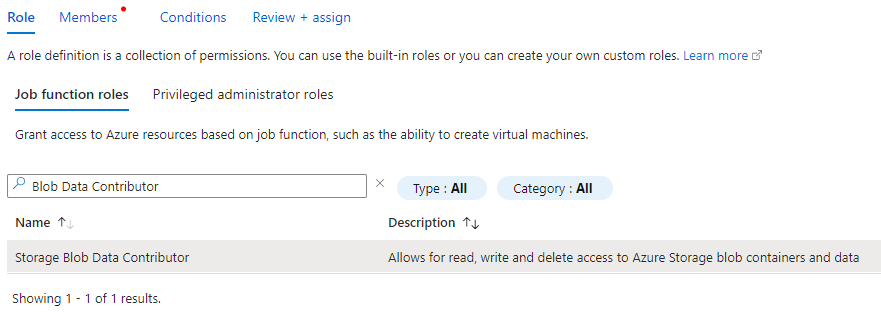 Role Members Conditions Review + assign
A role definition is a collection of permissions. You can use the built-in roles or you can create your own custom roles. Learn more
Job function roles Privileged administrator roles
Grant access to Azure resources based on job function, such as the ability to create virtual machines.
Blob Data Contributor Type : All Category : All
Name Description
Storage Blob Data Contributor Allows for read, write and delete access to Azure Storage blob containers and data
Showing 1 - 1 of 1 results.